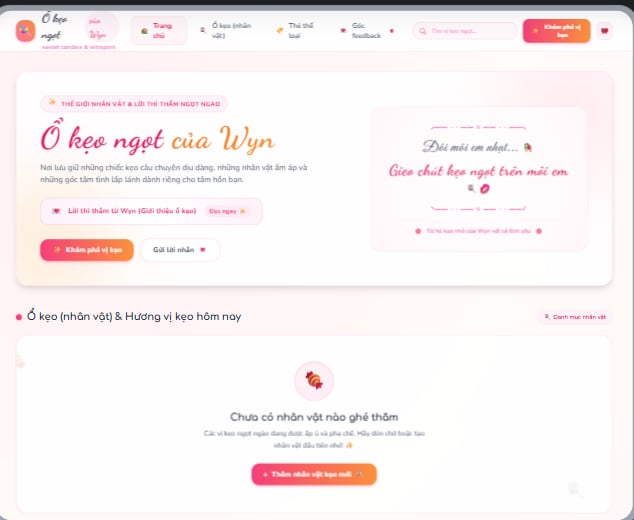 Ổ kẹo ngọt của Wyn
sweet candies & whispers
Trang chủ
Ổ kẹo (nhân vật)
Thẻ thể loại
Góc feedback
Tìm vị kẹo ngọt...
Khám phá vị kẹo
THẾ GIỚI NHÂN VẬT & LỜI THÌ THẦM NGỌT NGÀO
Ổ kẹo ngọt của Wyn
Nơi lưu giữ những chiếc kẹo câu chuyện dịu dàng, những nhân vật ấm áp và
những góc tâm tình lấp lánh dành riêng cho tâm hồn bạn.
Lời thì thầm từ Wyn (Giới thiệu ổ kẹo)
Đọc ngay
Khám phá vị kẹo
Gửi lời nhắn
Đôi môi em nhạt...
Gieo chút kẹo ngọt trên môi em
Từ hũ kẹo nhỏ của Wyn với cả tình yêu
Ổ kẹo (nhân vật) & Hương vị kẹo hôm nay
Danh mục nhân vật
Chưa có nhân vật nào ghé thăm
Các vị kẹo ngọt ngào đang được ấp ủ và pha chế. Hãy đón chờ hoặc tạo
nhân vật đầu tiên nhé!
+ Thêm nhân vật kẹo mới